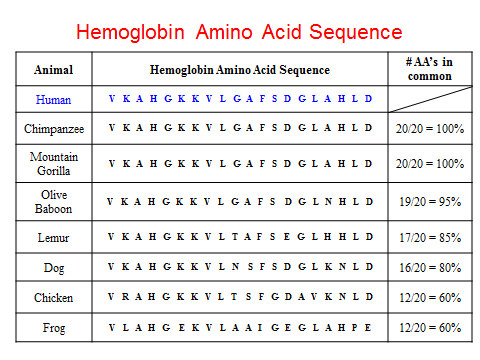 Hemoglobin Amino Acid Sequence
Animal Hemoglobin Amino Acid Sequence # AA's in common
Human V K A H G K K V L G A F S D G L A H L D
Chimpanzee V K A H G K K V L G A F S D G L A H L D 20/20 = 100%
Mountain Gorilla V K A H G K K V L G A F S D G L A H L D 20/20 = 100%
Olive Baboon V K A H G K K V L G A F S D G L N H L D 19/20 = 95%
Lemur V K A H G K K V L T A F S E G L H H L D 17/20 = 85%
Dog V K A H G K K V L N S F S D G L K N L D 16/20 = 80%
Chicken V R A H G K K V L T S F G D A V K N L D 12/20 = 60%
Frog V L A H G E K V L A A I G E G L A H P E 12/20 = 60%